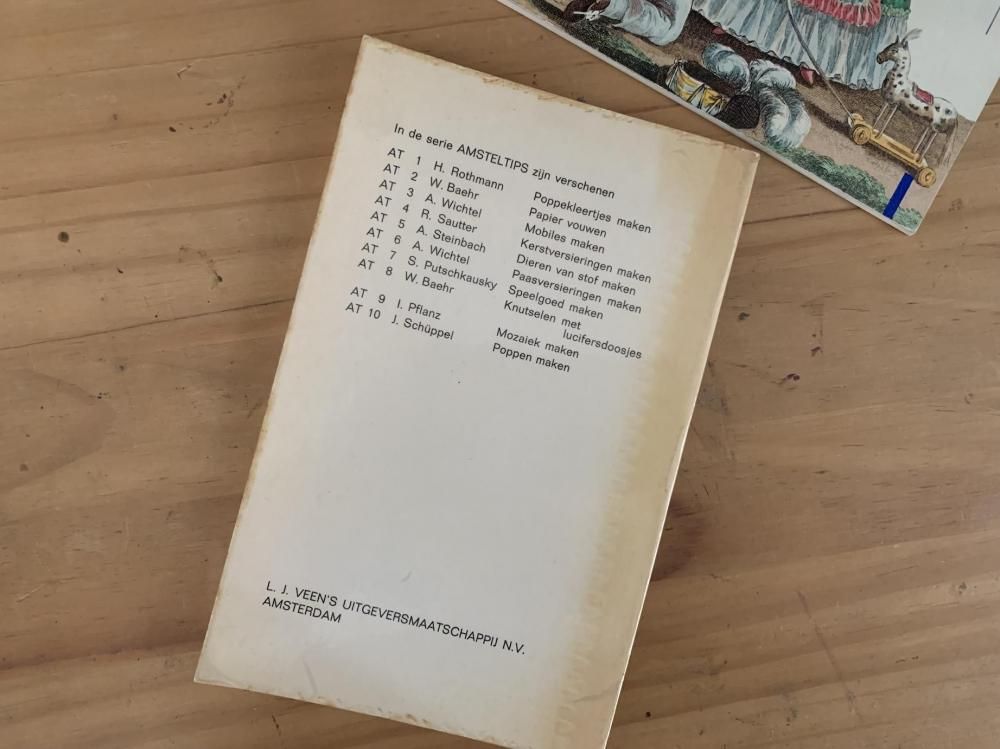 In de serie AMSTELTIPS zijn verschenen
AT 1 H. Rothmann Poppekleertjes maken
AT 2 W. Baehr Papier vouwen
AT 3 A. Wichtel Mobiles maken
AT 4 R. Sautter Kerstversieringen maken
AT 5 A. Steinbach Dieren van stof maken
AT 6 A. Wichtel Paasversieringen maken
AT 7 S. Putschkausky Speelgoed maken
AT 8 W. Baehr Knutselen met
lucifersdoosjes
AT 9 I. Pflanz Mozaiek maken
AT 10 J. Schüppel Poppen maken
L. J. VEEN'S UITGEVERSMAATSCHAPPIJ N.V.
AMSTERDAM